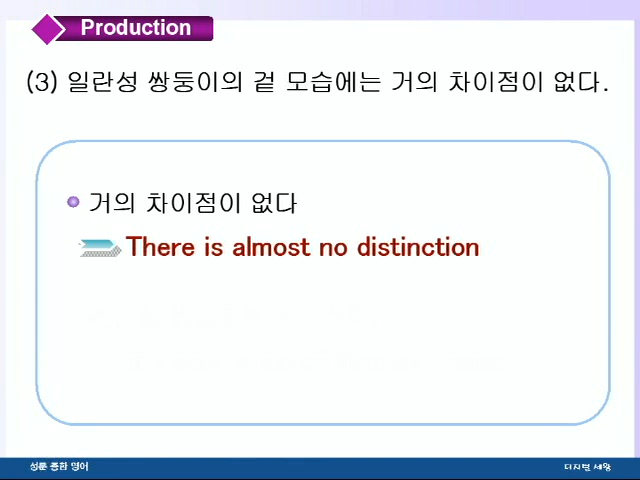 Production
(3) 일란성 쌍둥이의 겉 모습에는 거의 차이점이 없다.
거의 차이점이 없다
There is almost no distinction
성문 종합 영어
디지털 세왕